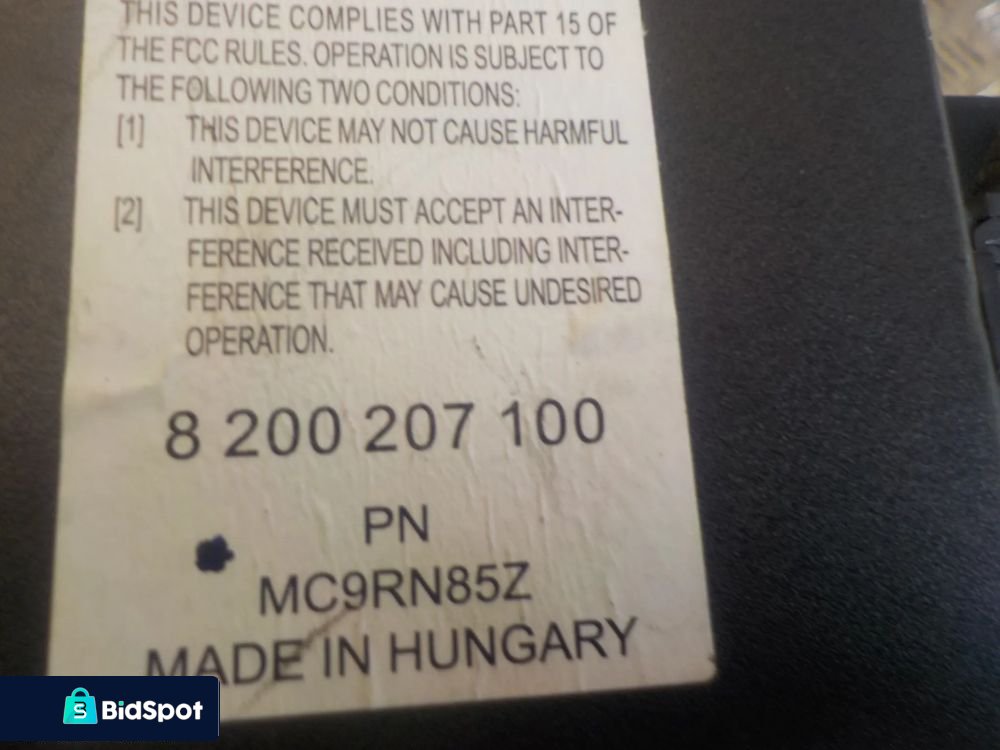 THIS DEVICE COMPLIES WITH PART 15 OF
THE FCC RULES. OPERATION IS SUBJECT TO
THE FOLLOWING TWO CONDITIONS:
[1] THIS DEVICE MAY NOT CAUSE HARMFUL
INTERFERENCE.
[2] THIS DEVICE MUST ACCEPT AN INTER-
FERENCE RECEIVED INCLUDING INTER-
FERENCE THAT MAY CAUSE UNDESIRED
OPERATION.
8 200 207 100
PN
MC9RN85Z
MADE IN HUNGARY
BidSpot